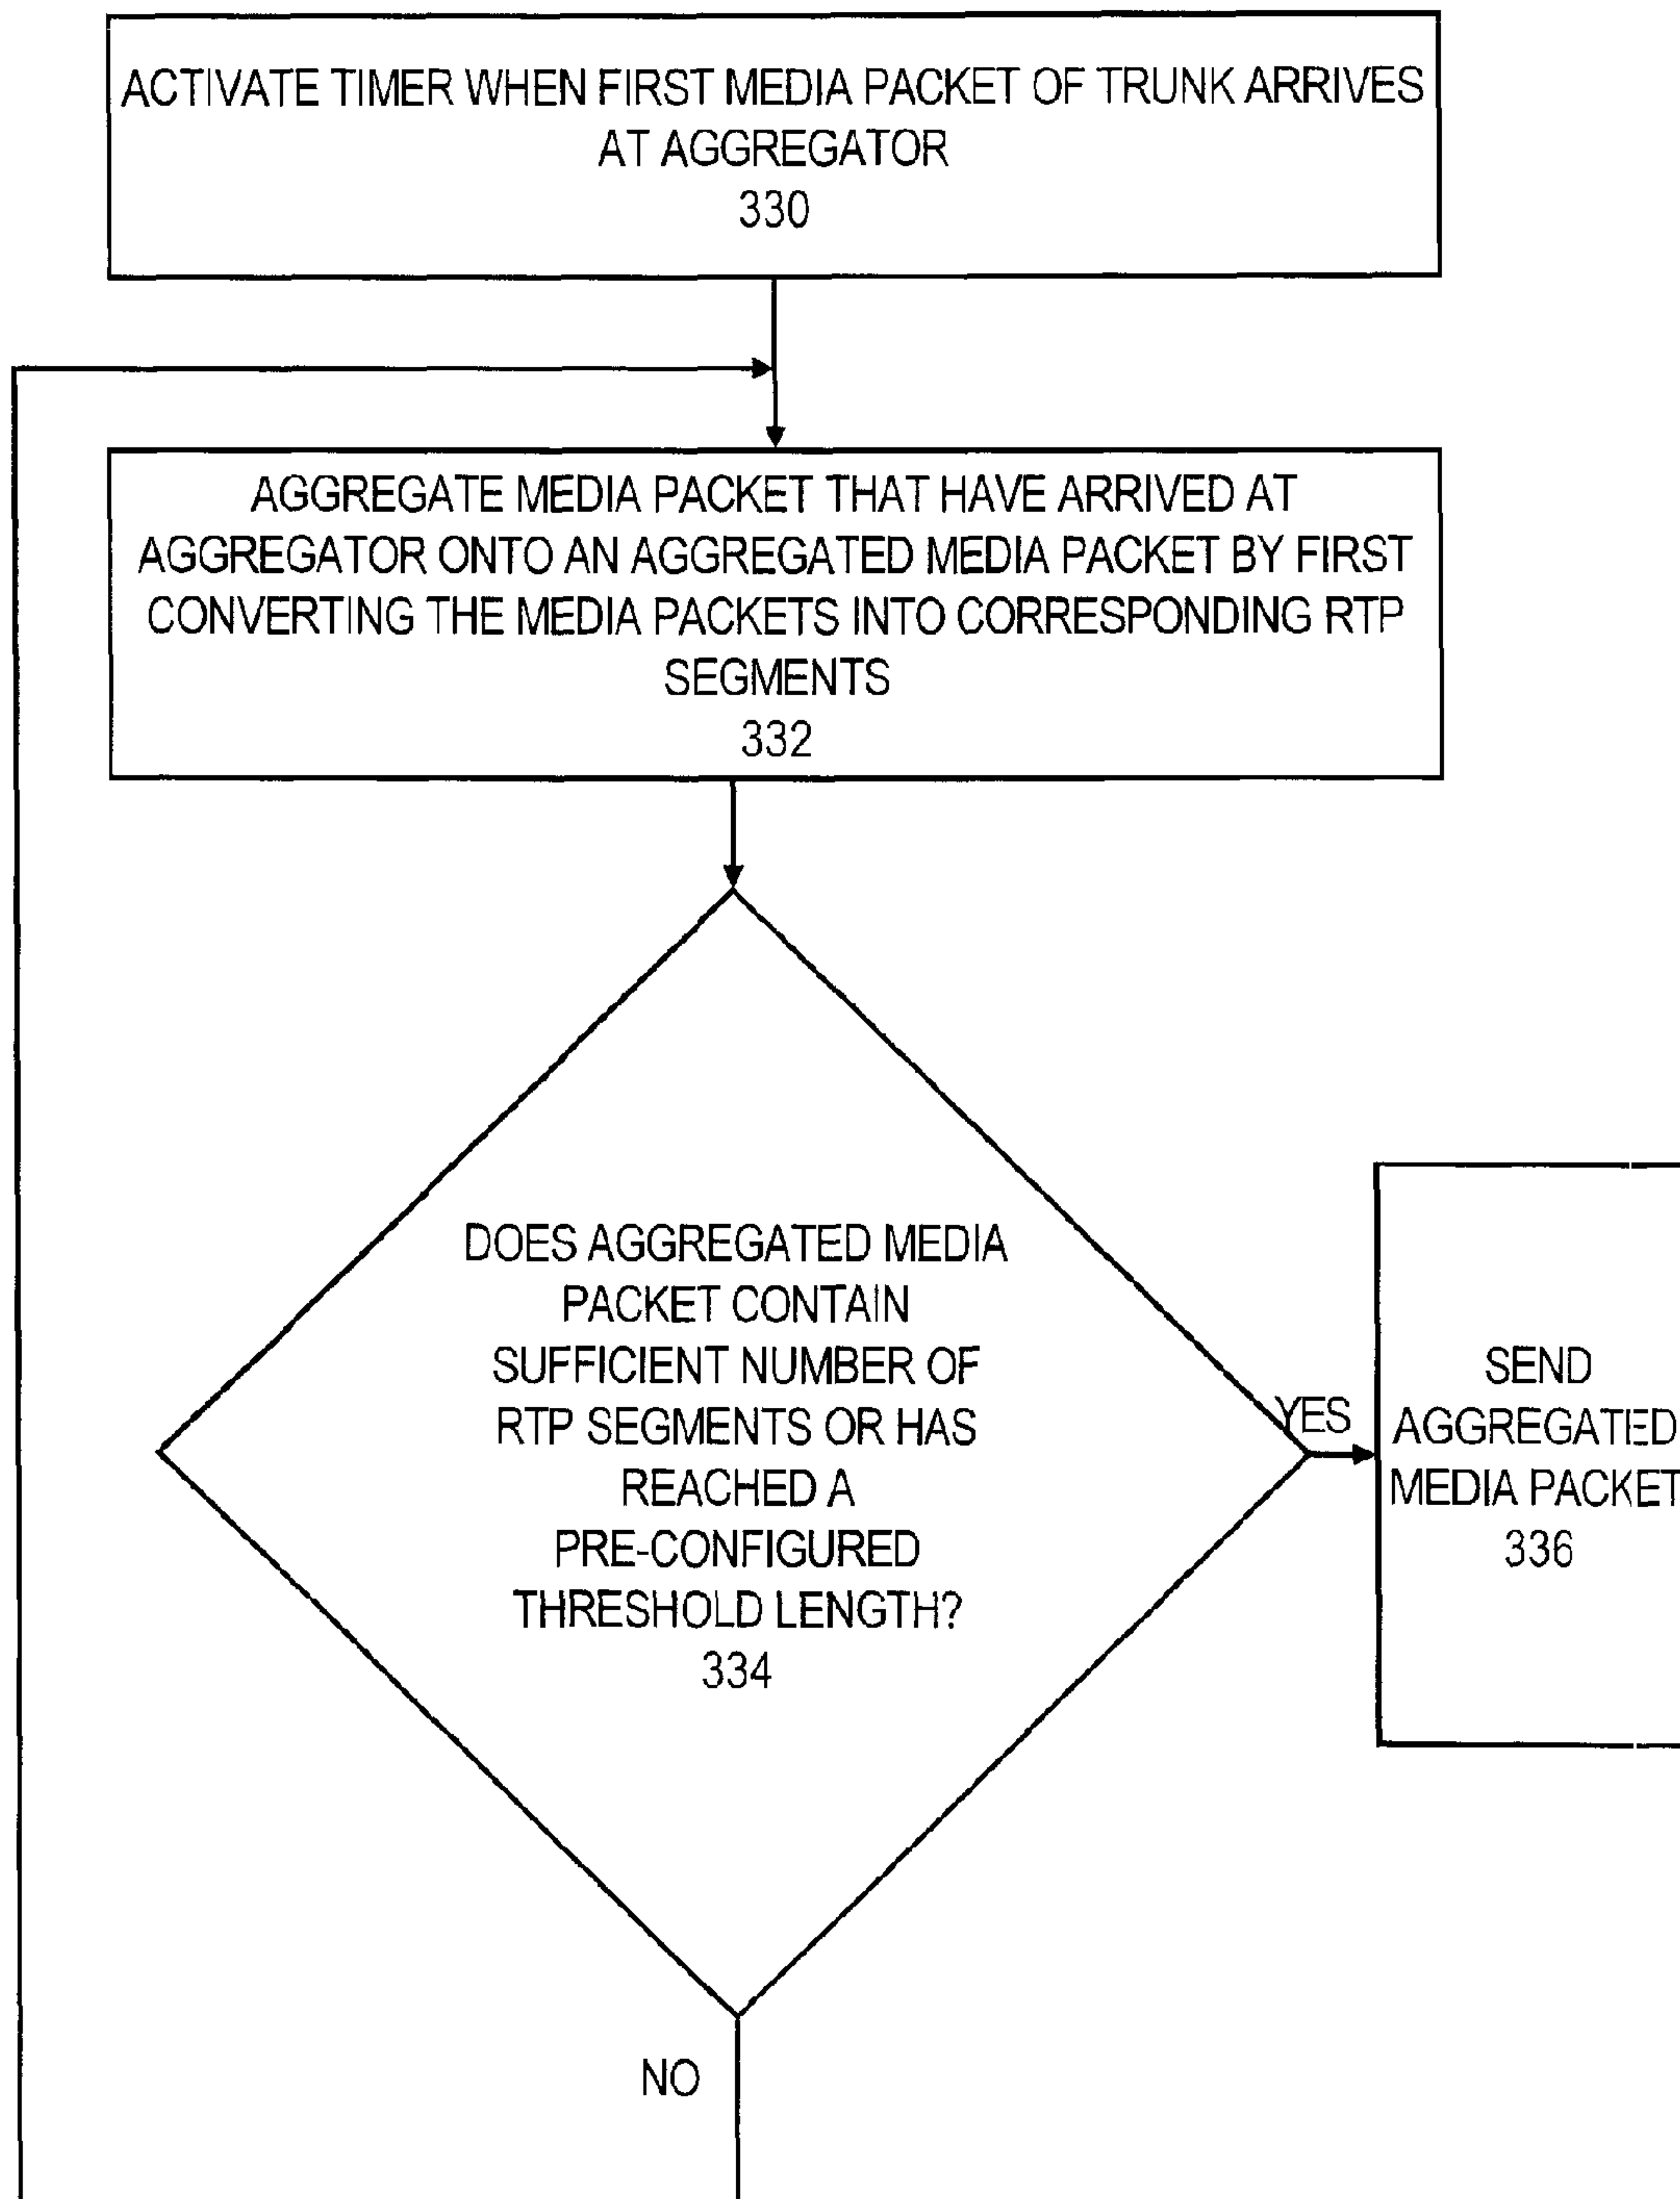 ACTIVATE TIMER WHEN FIRST MEDIA PACKET OF TRUNK ARRIVES
AT AGGREGATOR
330
AGGREGATE MEDIA PACKET THAT HAVE ARRIVED AT
AGGREGATOR ONTO AN AGGREGATED MEDIA PACKET BY FIRST
CONVERTING THE MEDIA PACKETS INTO CORRESPONDING RTP
SEGMENTS
332
DOES AGGREGATED MEDIA
PACKET CONTAIN
SUFFICIENT NUMBER OF
RTP SEGMENTS OR HAS
REACHED A
PRE-CONFIGURED
THRESHOLD LENGTH?
334
YES
SEND
AGGREGATED
MEDIA PACKET
336
NO